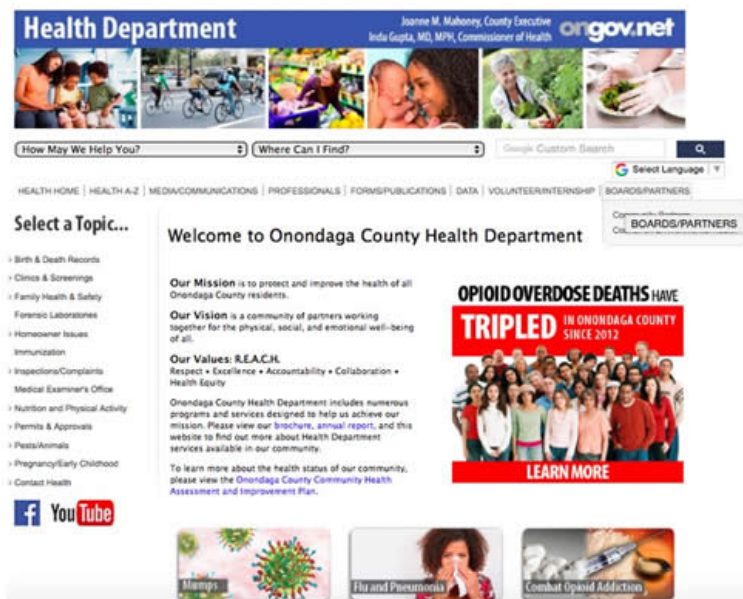 Health Department
Joanne M. Mahoney, County Executive
Indu Gupta, MD, MPH, Commissioner of Health
ongov.net
How May We Help You?
Where Can I Find?
Google Custom Search
Select Language
HEALTH HOME | HEALTH A-Z | MEDIA/COMMUNICATIONS | PROFESSIONALS | FORMS/PUBLICATIONS | DATA | VOLUNTEER/INTERNSHIP | BOARDS/PARTNERS
BOARDS/PARTNERS
Select a Topic...
Birth & Death Records
Clinics & Screenings
Family Health & Safety
Forensic Laboratories
Homeowner Issues
Immunization
Inspections/Complaints
Medical Examiner's Office
Nutrition and Physical Activity
Permits & Approvals
Pests/Animals
Pregnancy/Early Childhood
Contact Health
You Tube
Welcome to Onondaga County Health Department
Our Mission is to protect and improve the health of all
Onondaga County residents.
Our Vision is a community of partners working
together for the physical, social, and emotional well-being
of all.
Our Values: R.E.A.C.H.
Respect • Excellence • Accountability • Collaboration •
Health Equity
Onondaga County Health Department includes numerous
programs and services designed to help us achieve our
mission. Please view our brochure, annual report, and this
website to find out more about Health Department
services available in our community.
To learn more about the health status of our community,
please view the Onondaga County Community Health
Assessment and Improvement Plan.
OPIOID OVERDOSE DEATHS HAVE
TRIPLED IN ONONDAGA COUNTY
SINCE 2012
LEARN MORE
Mumps
Flu and Pneumonia
Combat Opioid Addiction